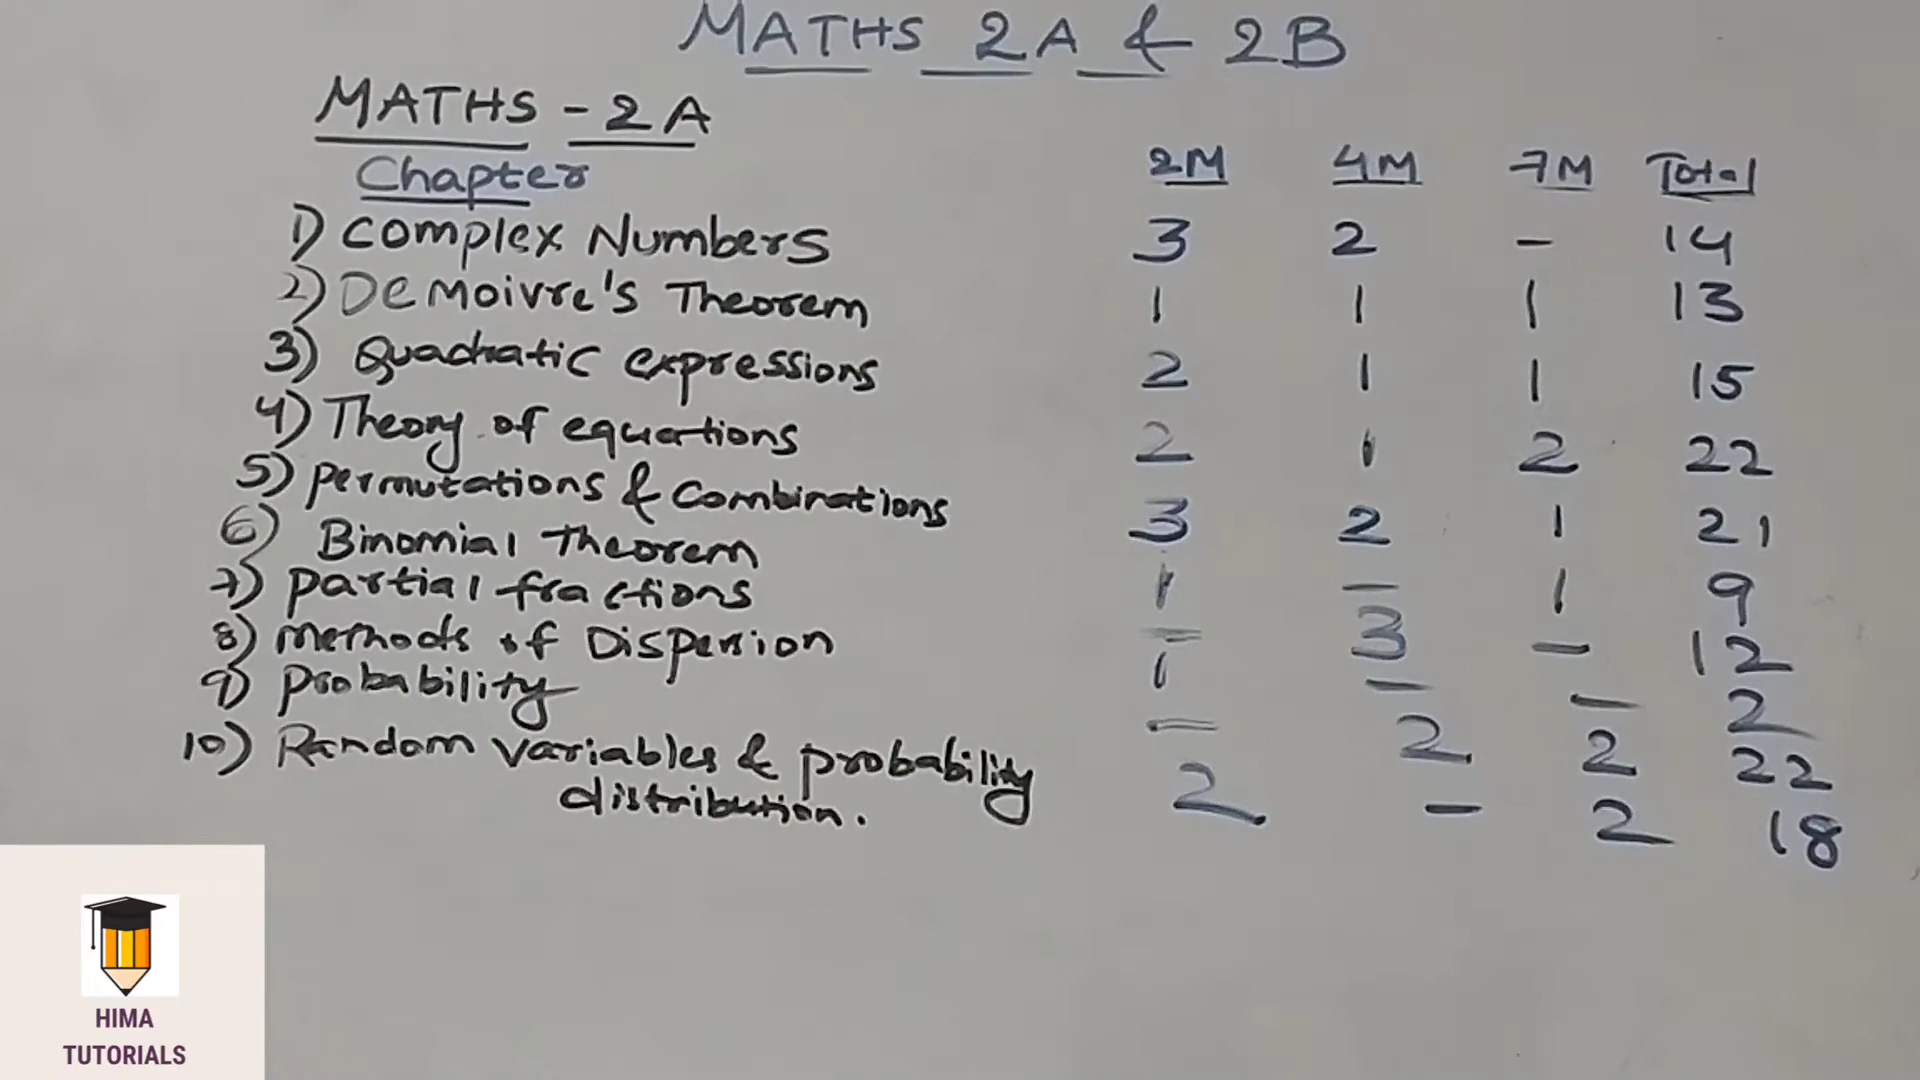 MATHS 2A & 2B
MATHS - 2A
Chapter 2M 4M 7M Total
1) Complex Numbers 3 2 - 14
2) De Moivre's Theorem 1 1 1 13
3) Quadratic expressions 2 1 1 15
4) Theory of equations 2 1 2 22
5) Permutations & Combinations 3 2 1 21
6) Binomial Theorem 1 - 1 9
7) Partial fractions - 3 - 12
8) methods of Dispersion 1 - - 2
9) Probability - 2 2 22
10) Random variables & probability
distribution. 2 - 2 18
HIMA
TUTORIALS